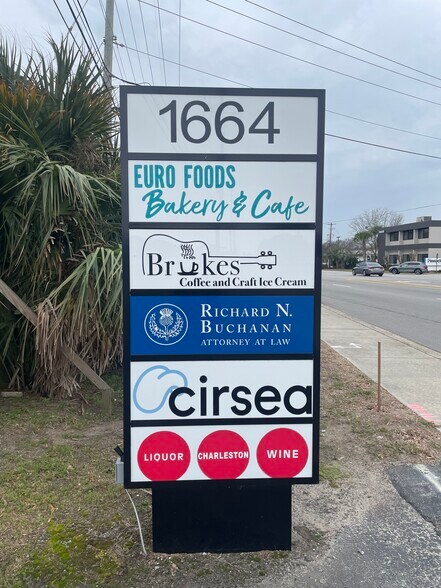 1664
EURO FOODS
Bakery & Cafe
Brookes
Coffee and Craft Ice Cream
RICHARD N.
BUCHANAN
ATTORNEY AT LAW
cirsea
LIQUOR CHARLESTON WINE